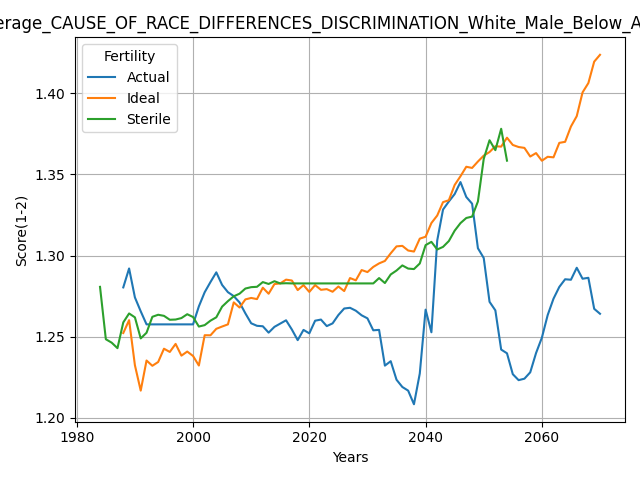 erage_CAUSE_OF_RACE_DIFFERENCES_DISCRIMINATION_White_Male_Below_A
Fertility
Actual
Ideal
Sterile
Score(1-2)
1.40
1.35
1.30
1.25
1.20
1980 2000 2020 2040 2060
Years